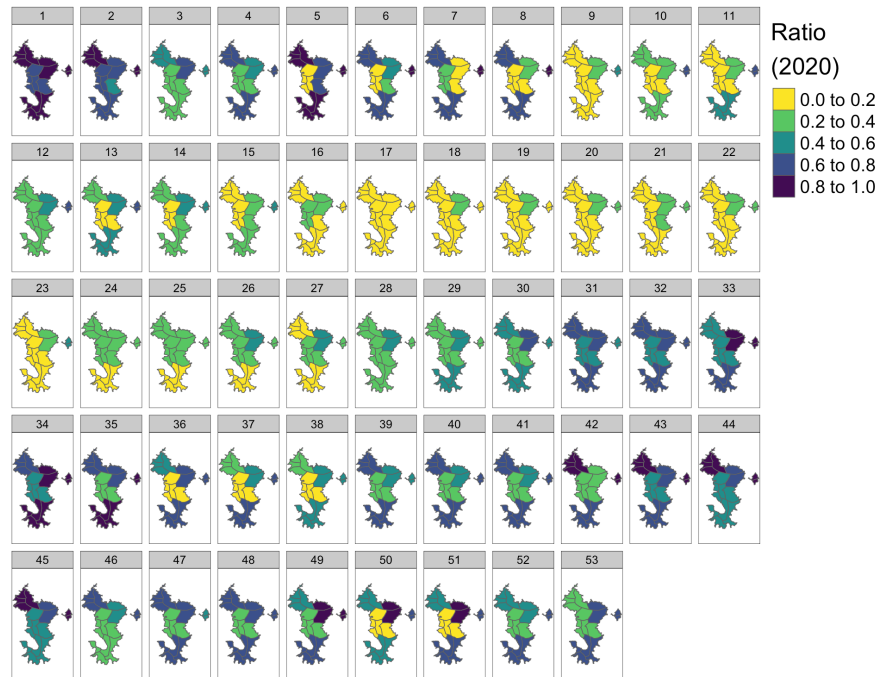 1 2 3 4 5 6 7 8 9 10 11
Ratio
(2020)
0.0 to 0.2
0.2 to 0.4
0.4 to 0.6
0.6 to 0.8
0.8 to 1.0
12 13 14 15 16 17 18 19 20 21 22
23 24 25 26 27 28 29 30 31 32 33
34 35 36 37 38 39 40 41 42 43 44
45 46 47 48 49 50 51 52 53